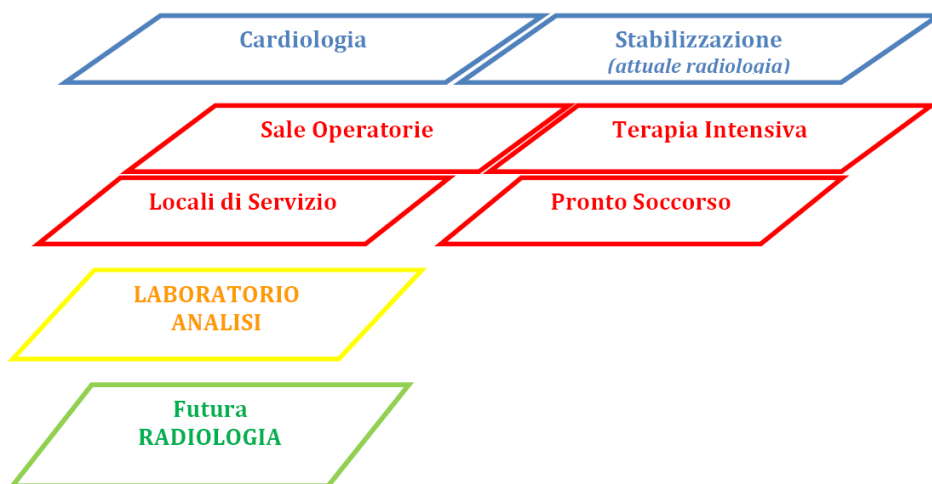 Cardiologia
Stabilizzazione
(attuale radiologia)
Sale Operatorie
Terapia Intensiva
Locali di Servizio
Pronto Soccorso
LABORATORIO
ANALISI
Futura
RADIOLOGIA